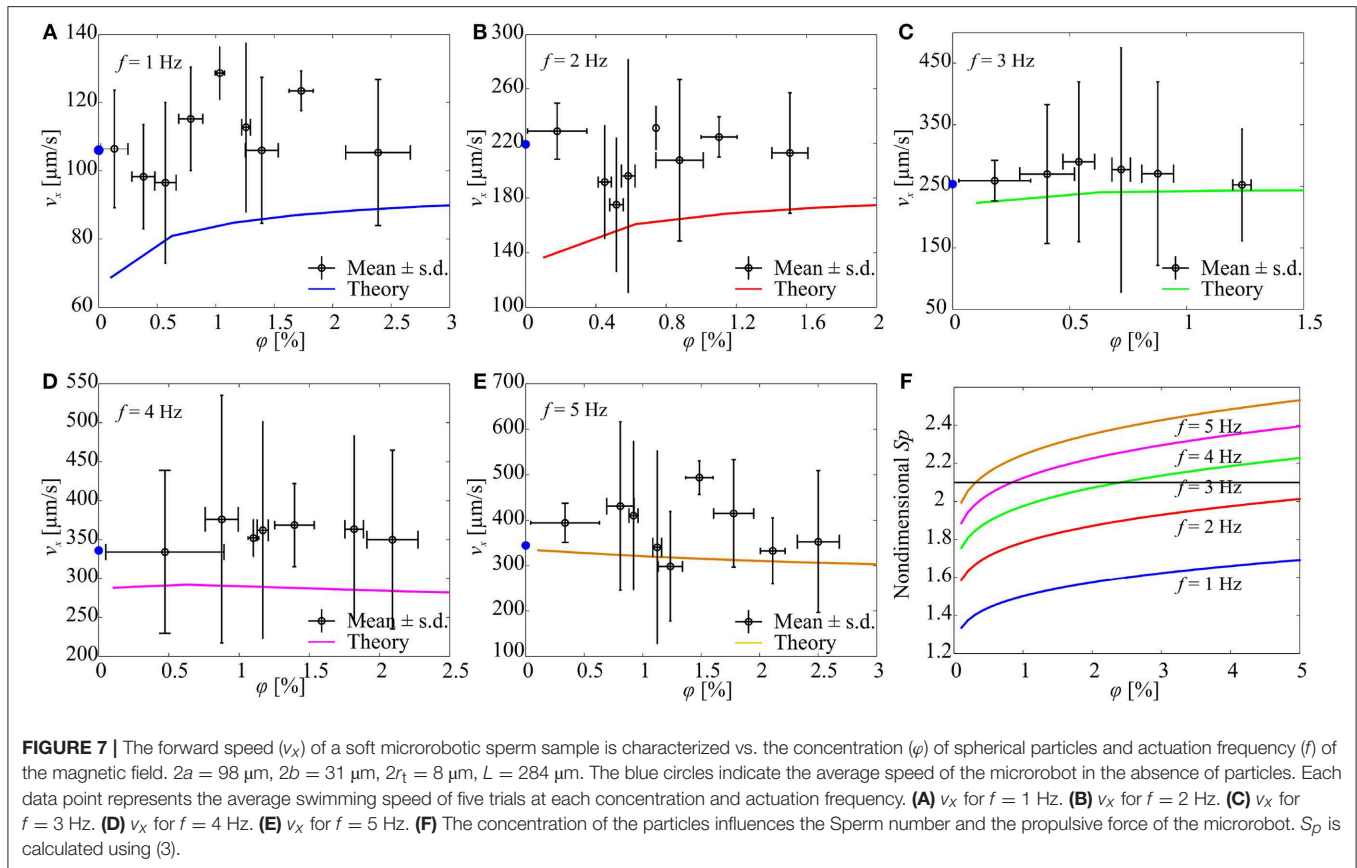 A
f = 1 Hz
140
120
100
80
60
v_x [µm/s]
0
0.5
1
1.5
2
2.5
3
φ [%]
Mean ± s.d.
Theory
B
f = 2 Hz
300
260
220
180
140
100
v_x [µm/s]
0
0.4
0.8
1.2
1.6
2
φ [%]
Mean ± s.d.
Theory
C
f = 3 Hz
450
350
250
150
50
v_x [µm/s]
0
0.5
1
1.5
φ [%]
Mean ± s.d.
Theory
D
f = 4 Hz
550
500
450
400
350
300
250
200
v_x [µm/s]
0
0.5
1
1.5
2
2.5
φ [%]
Mean ± s.d.
Theory
E
f = 5 Hz
700
600
500
400
300
200
100
v_x [µm/s]
0
0.5
1
1.5
2
2.5
3
φ [%]
Mean ± s.d.
Theory
F
2.4
2.2
2
1.8
1.6
1.4
1.2
Nondimensional Sp
f = 5 Hz
f = 4 Hz
f = 3 Hz
f = 2 Hz
f = 1 Hz
0
1
2
3
4
5
φ [%]
FIGURE 7 | The forward speed (v_x) of a soft microrobotic sperm sample is characterized vs. the concentration (φ) of spherical particles and actuation frequency (f) of
the magnetic field. 2a = 98 µm, 2b = 31 µm, 2r_t = 8 µm, L = 284 µm. The blue circles indicate the average speed of the microrobot in the absence of particles. Each
data point represents the average swimming speed of five trials at each concentration and actuation frequency. (A) v_x for f = 1 Hz. (B) v_x for f = 2 Hz. (C) v_x for
f = 3 Hz. (D) v_x for f = 4 Hz. (E) v_x for f = 5 Hz. (F) The concentration of the particles influences the Sperm number and the propulsive force of the microrobot. S_p is
calculated using (3).